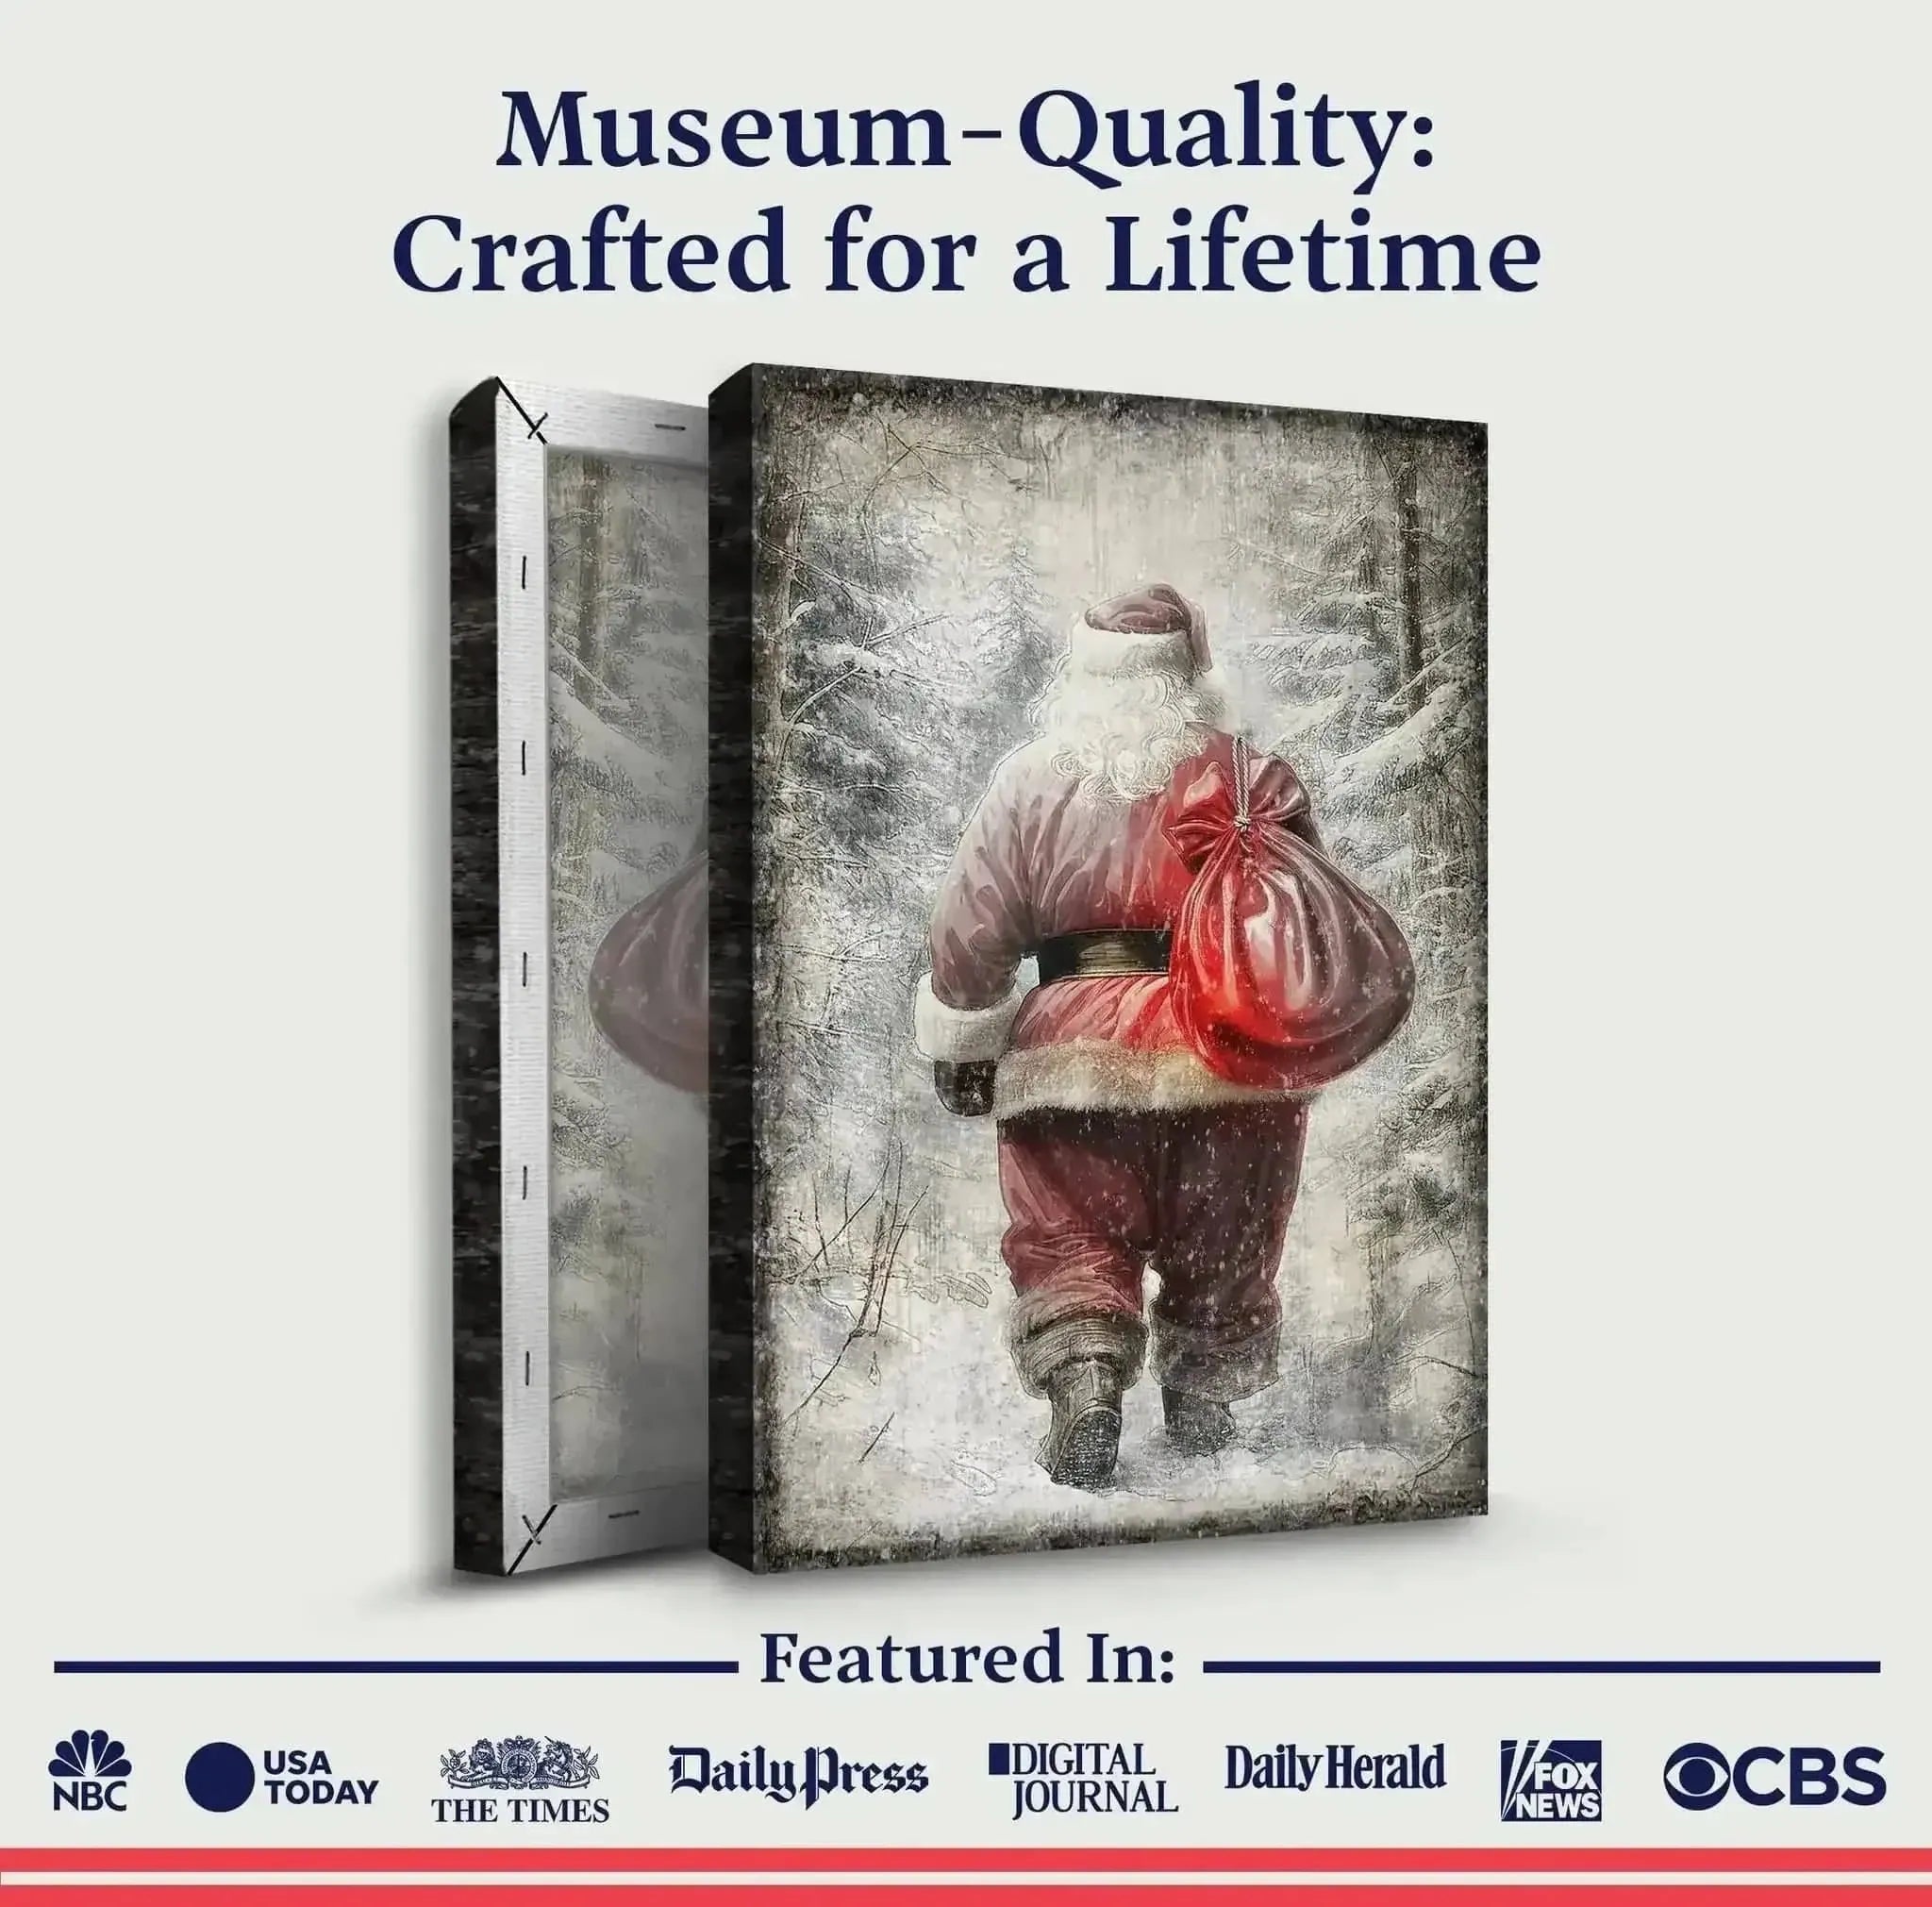 Museum-Quality:
Crafted for a Lifetime
Featured In:
NBC
USA
TODAY
THE TIMES
Daily Press
DIGITAL
JOURNAL
Daily Herald
FOX
NEWS
CBS